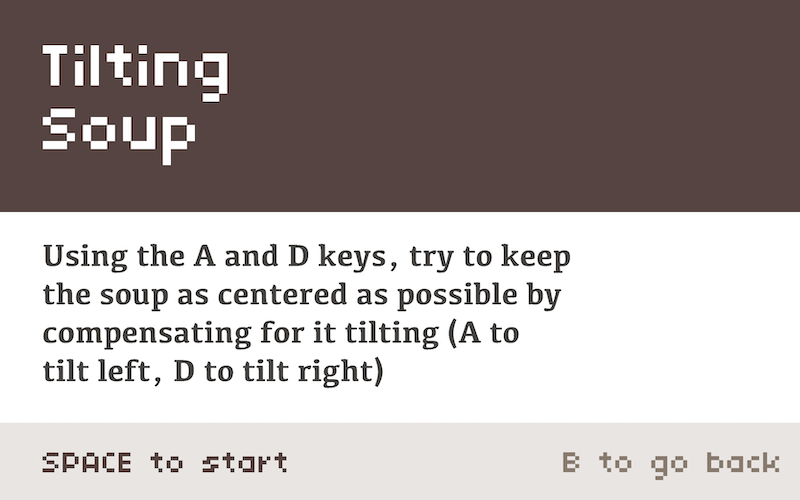 Tilting
Soup
Using the A and D keys, try to keep
the soup as centered as possible by
compensating for it tilting (A to
tilt left, D to tilt right)
SPACE to start
B to go back